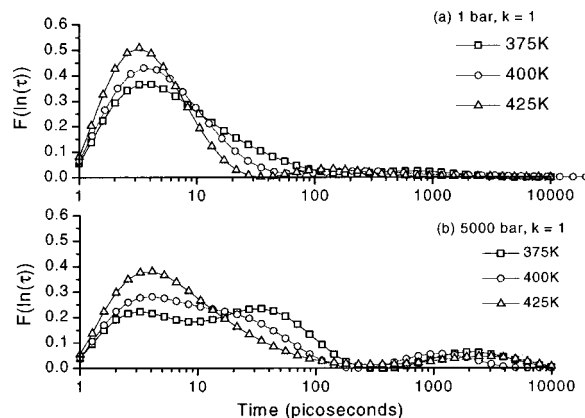 (a) 1 bar, k = 1
375K
400K
425K
F(ln(τ))
0.6
0.5
0.4
0.3
0.2
0.1
0.0
1 10 100 1000 10000
(b) 5000 bar, k = 1
375K
400K
425K
F(ln(τ))
0.6
0.5
0.4
0.3
0.2
0.1
0.0
1 10 100 1000 10000
Time (picoseconds)